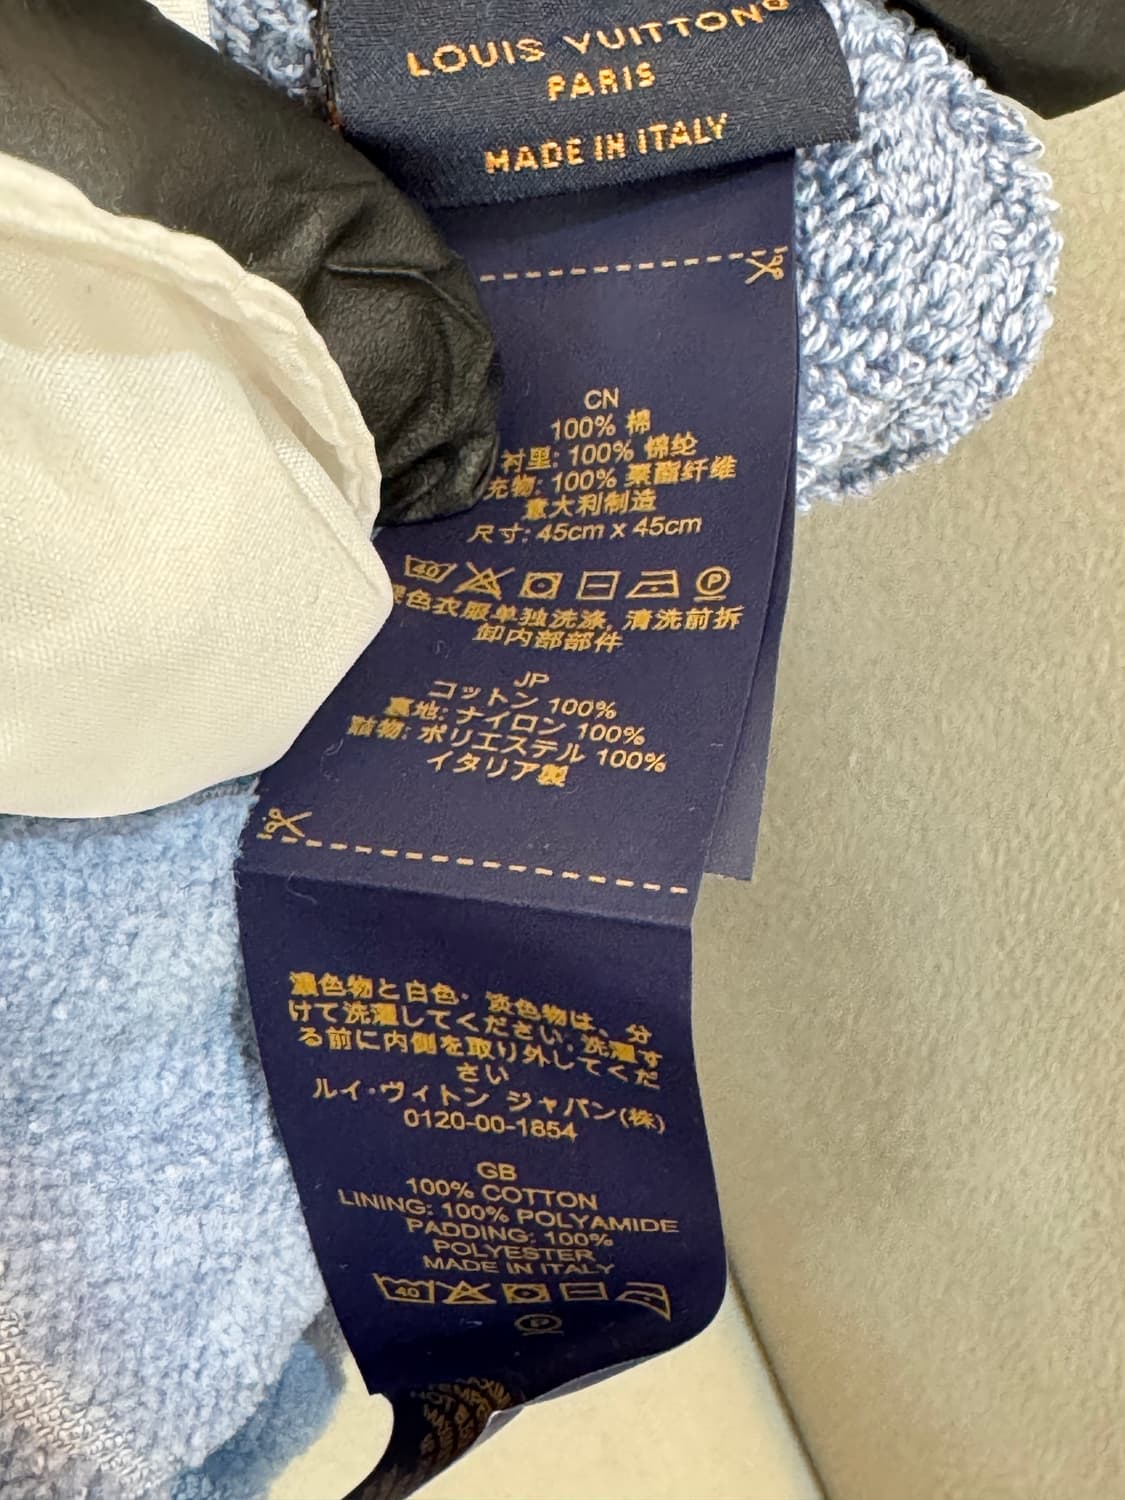 LOUIS VUITTON®
PARIS
MADE IN ITALY
CN
100% 棉
衬里: 100% 锦纶
充物: 100% 聚酯纤维
意大利制造
尺寸: 45cm x 45cm
40 P
色衣服单独洗涤, 清洗前拆
卸内部部件
JP
コットン 100%
裏地: ナイロン 100%
詰物: ポリエステル 100%
イタリア製
濃色物と白色・淡色物は、分
けて洗濯してください・洗濯す
る前に内側を取り外してくだ
さい
ルイ・ヴィトン ジャパン(株)
0120-00-1854
GB
100% COTTON
LINING: 100% POLYAMIDE
PADDING: 100%
POLYESTER
MADE IN ITALY
40
P